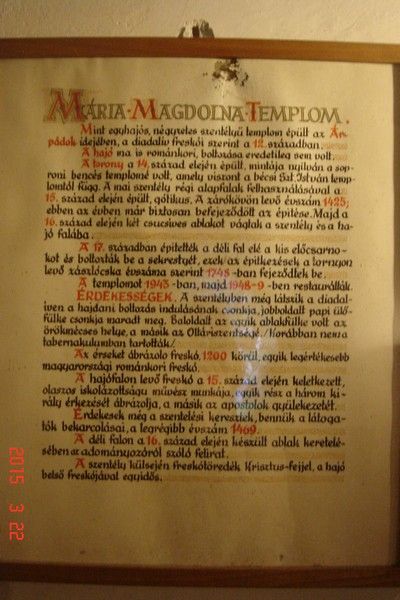 MÁRIA·MAGDOLNA·TEMPLOM.
Mint egyhajós, négyzetes szentélyű templom épült az Ár-
pádok idejében, a diadalív freskói szerint a 12. században.
A hajó ma is románkori, boltozása eredetileg sem volt.
A torony a 14. század elején épült, mintája nyilván a sop-
roni bencés templomé volt, amely viszont a bécsi Szt. István temp-
lomtól függ. A mai szentély régi alapfalak felhasználásával a
15. század elején épült, gótikus. A zárókövön levő évszám 1425;
ebben az évben már biztosan befejeződött az építése. Majd a
16. század elején két csúcsíves ablakot vágtak a szentély és a ha-
jó falába.
A 17. században építették a déli fal elé a kis előcsarno-
kot és boltozták be a sekrestyét, ezek az építkezések a tornyon
levő zászlócska évszáma szerint 1748-ban fejeződtek be.
A templomot 1943-ban, majd 1948-9-ben restaurálták.
ÉRDEKESSÉGEK. A szentélyben még látszik a diadal-
íven a hajdani boltozás indulásának csonkja, jobboldalt papi ülő-
fülke csonkja maradt meg. Baloldalt az egyik ablakfülke volt az
örökmécses helye, a másik az Oltáriszentségé./Korábban nem a
tabernákulumban tartották/
Az érseket ábrázoló freskó, 1200 körül, egyik legértékesebb
magyarországi románkori freskó.
A hajófalon levő freskó a 15. század elején keletkezett,
olaszos iskolázottságú művész munkája, egyik része a három ki-
rály érkezését ábrázolja, a másik az apostolok gyülekezetét.
Érdekesek még a szentelési keresztek, bennük a látoga-
tók bekarcolásai, a legrégibb évszám 1469.
A déli falon a 16. század elején készült ablak keretelé-
sében az adományozóról szóló felirat.
A szentély külsején freskótöredék Krisztus-fejjel, a hajó
belső freskójával egyidős.
2015 3 22